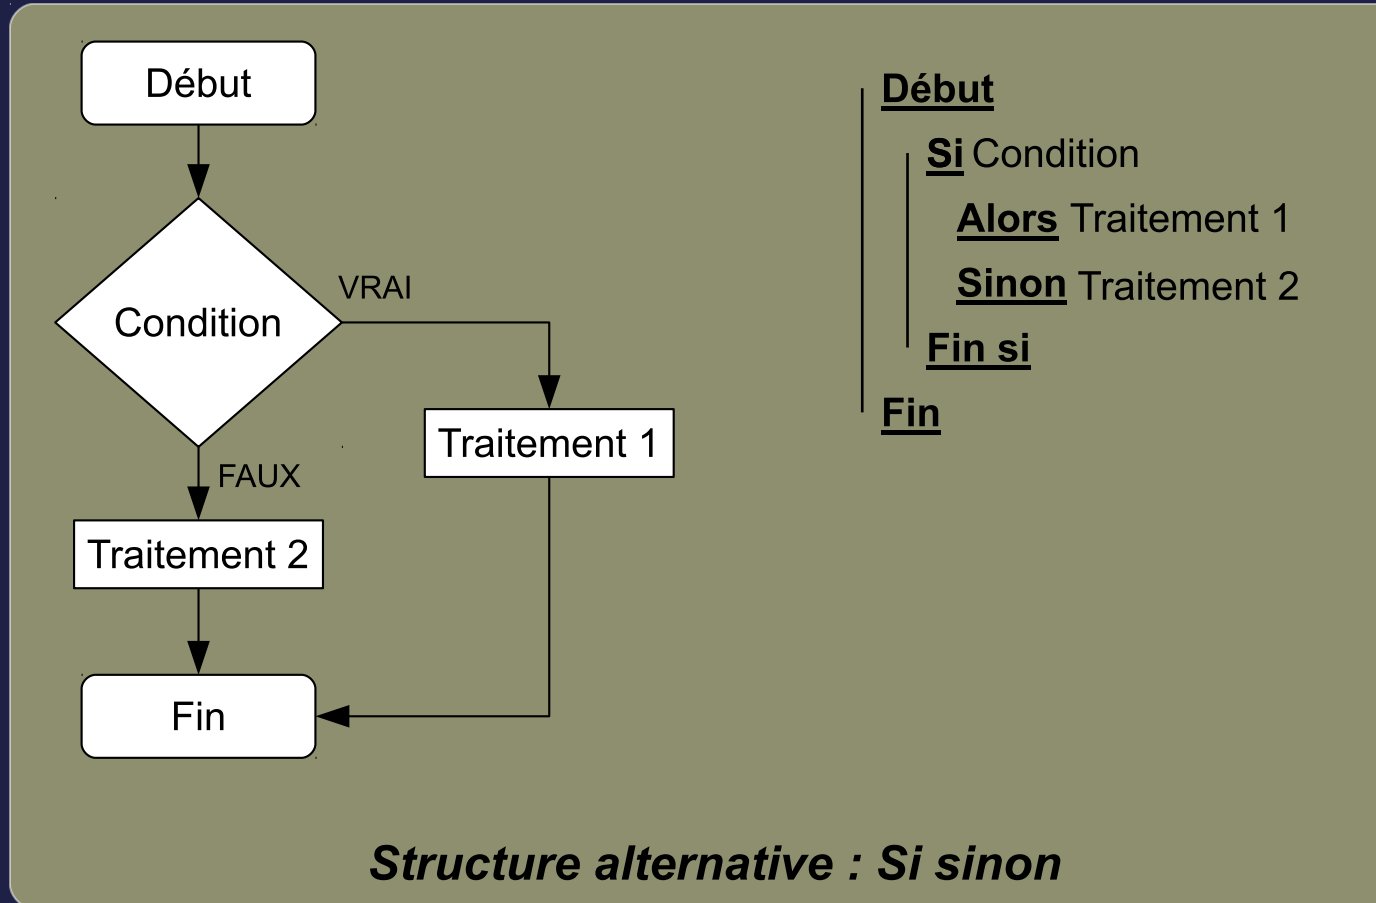 Début
Condition
VRAI
FAUX
Traitement 1
Traitement 2
Fin
Début
Si Condition
Alors Traitement 1
Sinon Traitement 2
Fin si
Fin
Structure alternative : Si sinon